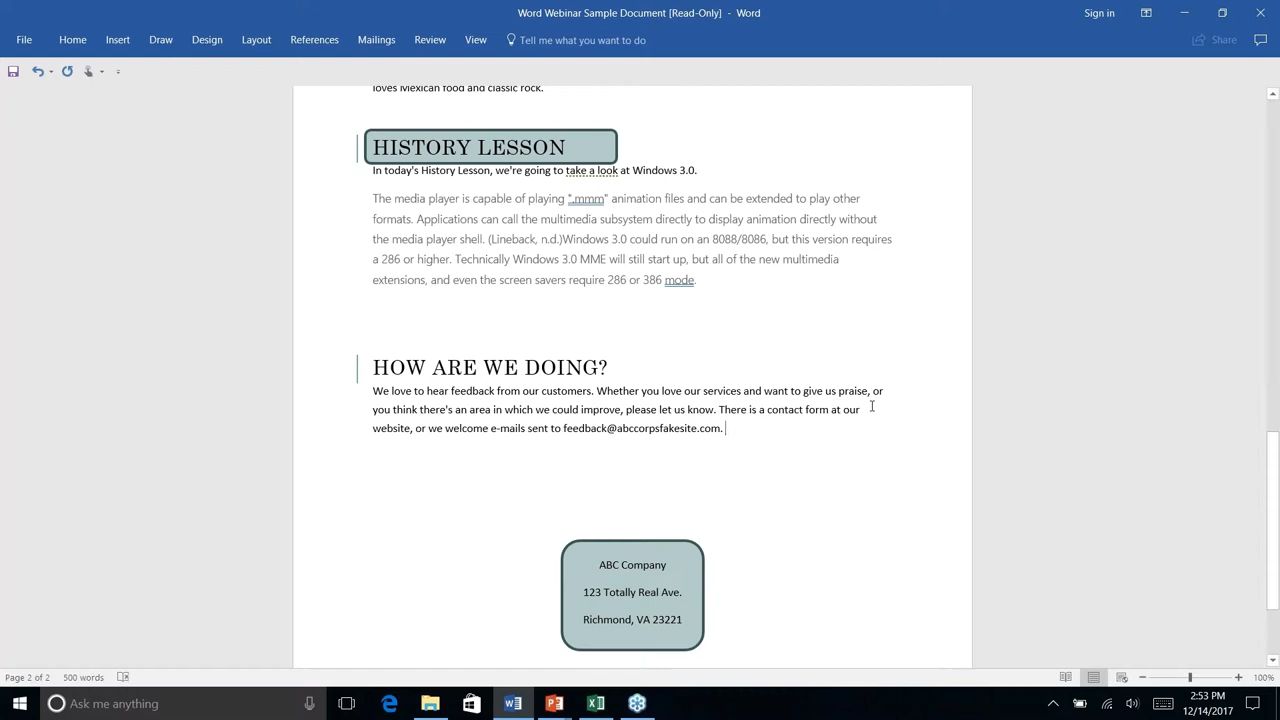 Word Webinar Sample Document [Read-Only] - Word
Sign in
File Home Insert Draw Design Layout References Mailings Review View Tell me what you want to do Share
loves Mexican food and classic rock.
HISTORY LESSON
In today's History Lesson, we're going to take a look at Windows 3.0.
The media player is capable of playing ".mmm" animation files and can be extended to play other
formats. Applications can call the multimedia subsystem directly to display animation directly without
the media player shell. (Lineback, n.d.)Windows 3.0 could run on an 8088/8086, but this version requires
a 286 or higher. Technically Windows 3.0 MME will still start up, but all of the new multimedia
extensions, and even the screen savers require 286 or 386 mode.
HOW ARE WE DOING?
We love to hear feedback from our customers. Whether you love our services and want to give us praise, or
you think there's an area in which we could improve, please let us know. There is a contact form at our
website, or we welcome e-mails sent to feedback@abccorpsfakesite.com.
ABC Company
123 Totally Real Ave.
Richmond, VA 23221
Page 2 of 2 500 words 100%
Ask me anything
2:53 PM
12/14/2017